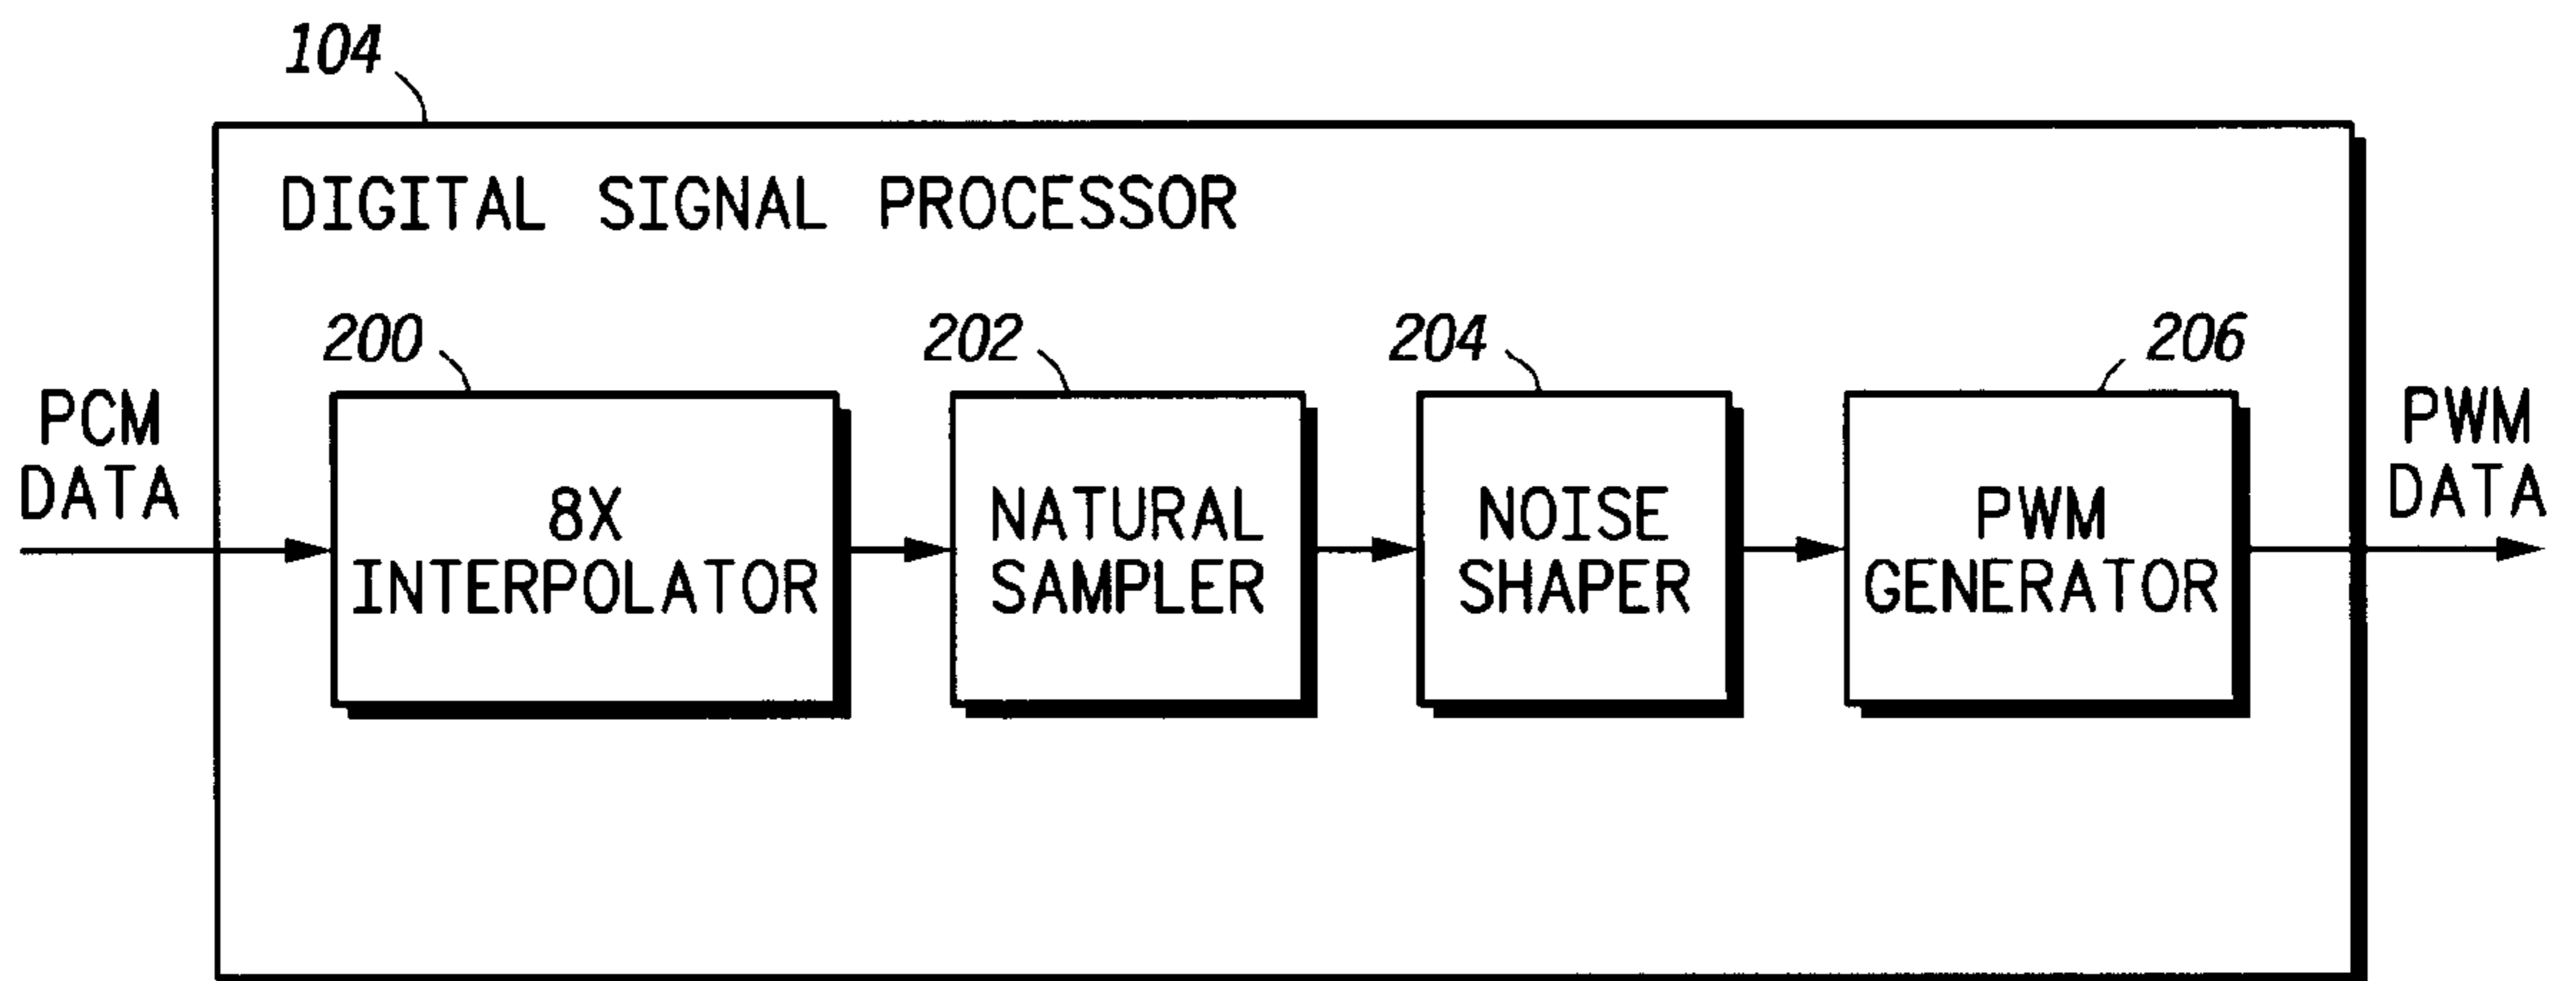 104
DIGITAL SIGNAL PROCESSOR
200
202
204
206
PCM
DATA
8X
INTERPOLATOR
NATURAL
SAMPLER
NOISE
SHAPER
PWM
GENERATOR
PWM
DATA